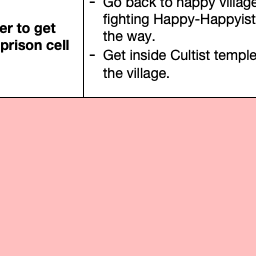 er to get
prison cell
- Go back to happy village
fighting Happy-Happyist
the way.
- Get inside Cultist temple
the village.